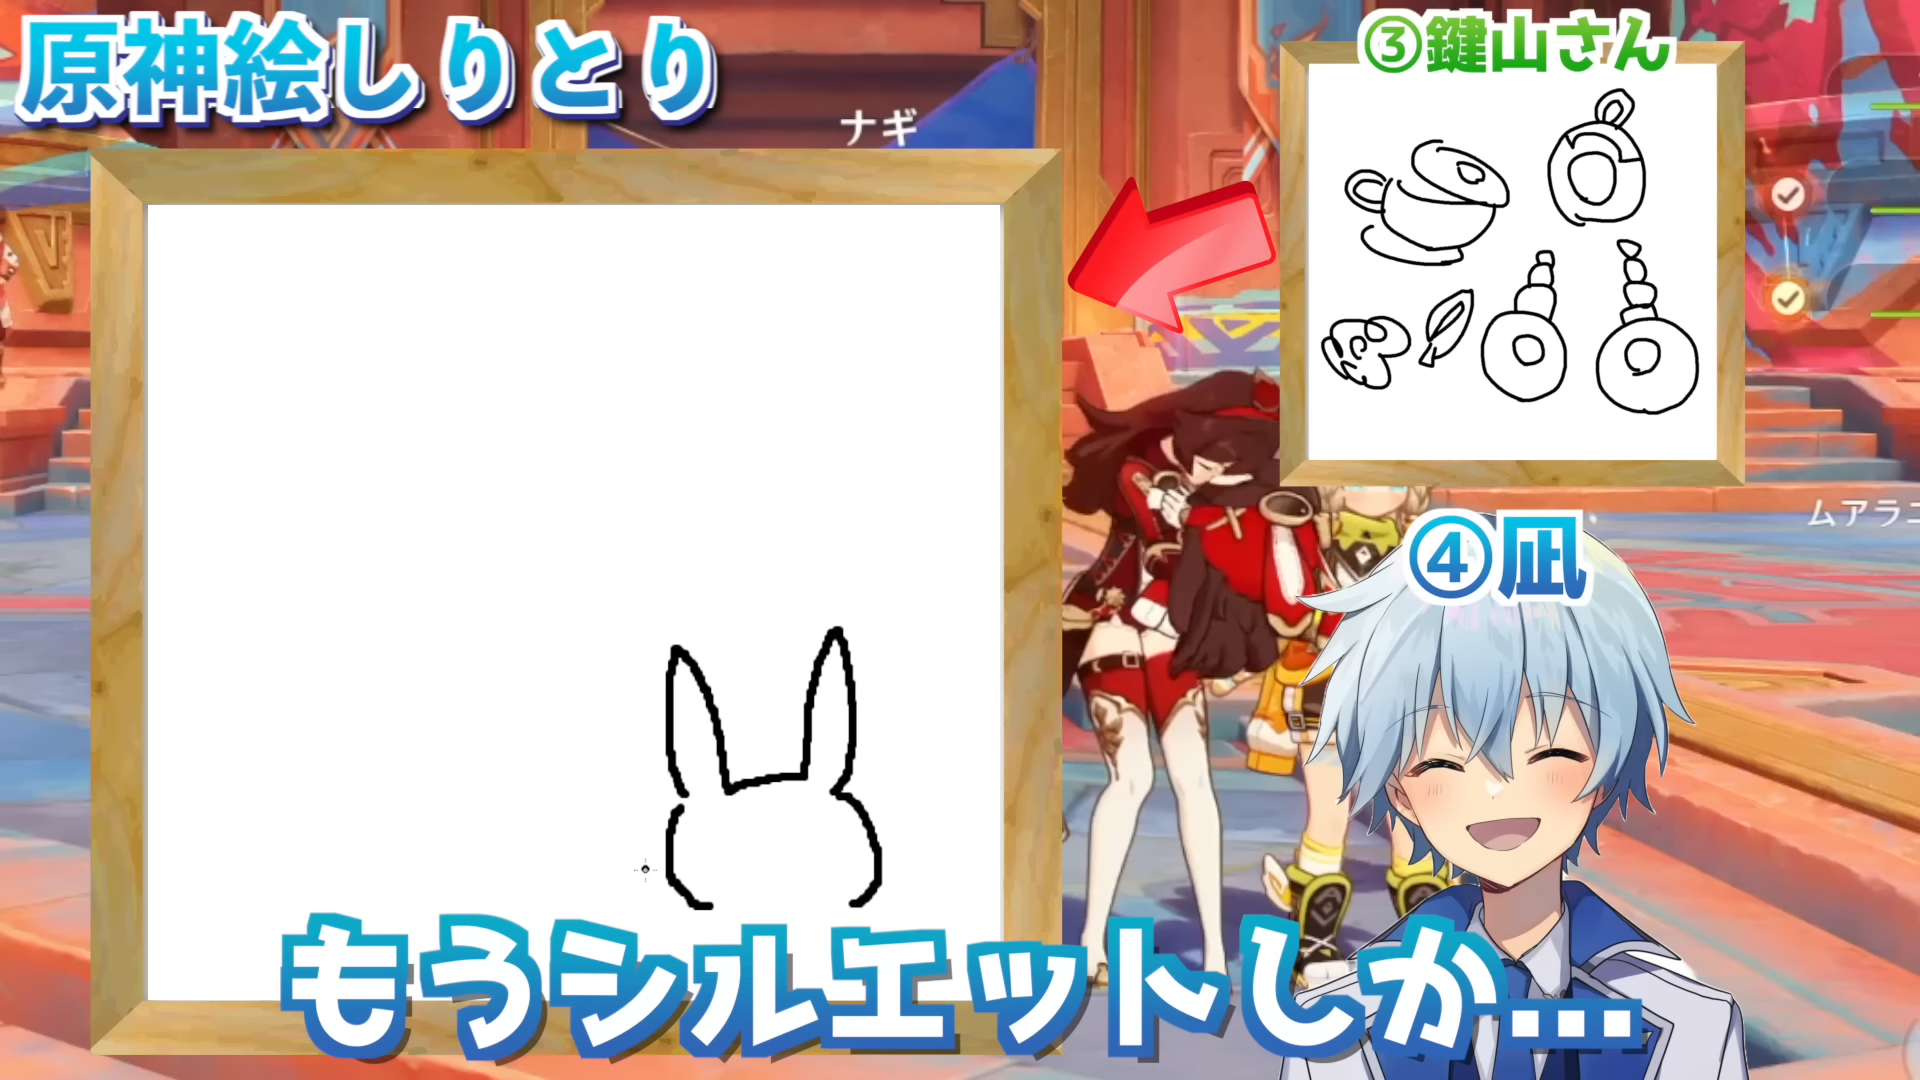 原神絵しりとり
③鍵山さん
ナギ
ムアラニ
④凪
もうシルエットしか...